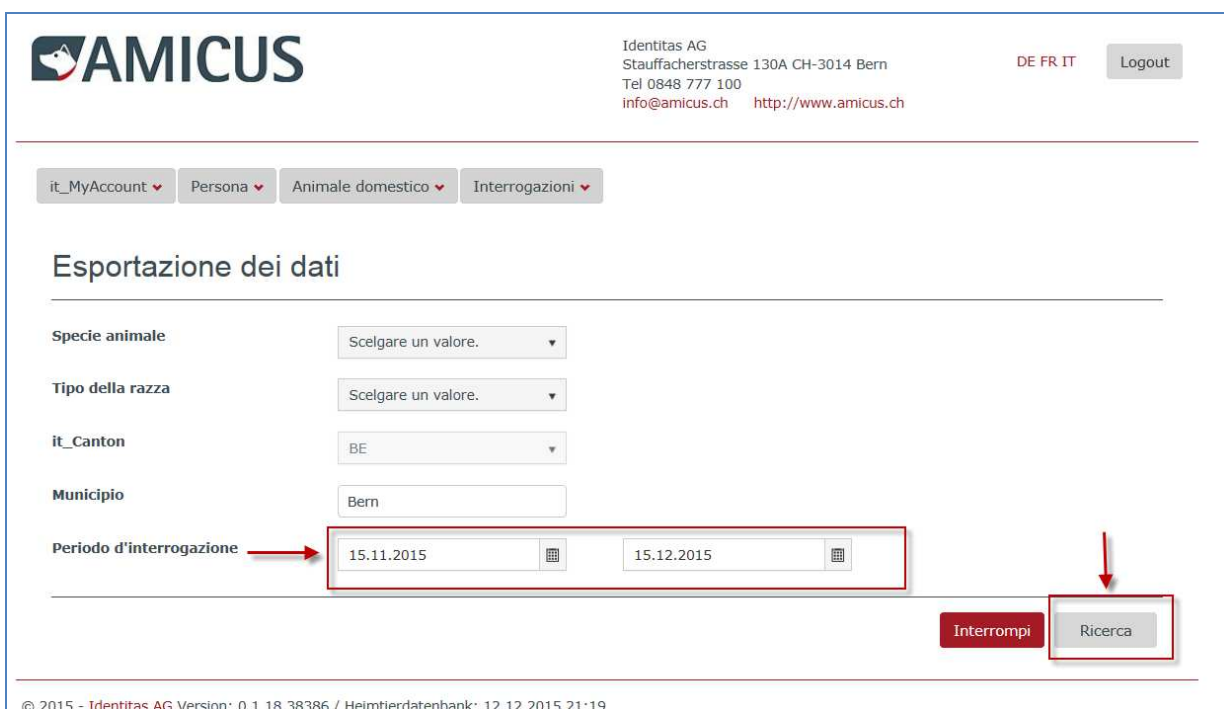 AMICUS
Identitas AG
Stauffacherstrasse 130A CH-3014 Bern
Tel 0848 777 100
info@amicus.ch http://www.amicus.ch
DE FR IT
Logout
it_MyAccount Persona Animale domestico Interrogazioni
Esportazione dei dati
Specie animale Scelgare un valore.
Tipo della razza Scelgare un valore.
it_Canton BE
Municipio Bern
Periodo d'interrogazione 15.11.2015 15.12.2015
Interrompi Ricerca
© 2015 - Identitas AG Version: 0.1.18.38386 / Heimtierdatenbank: 12.12.2015 21:19